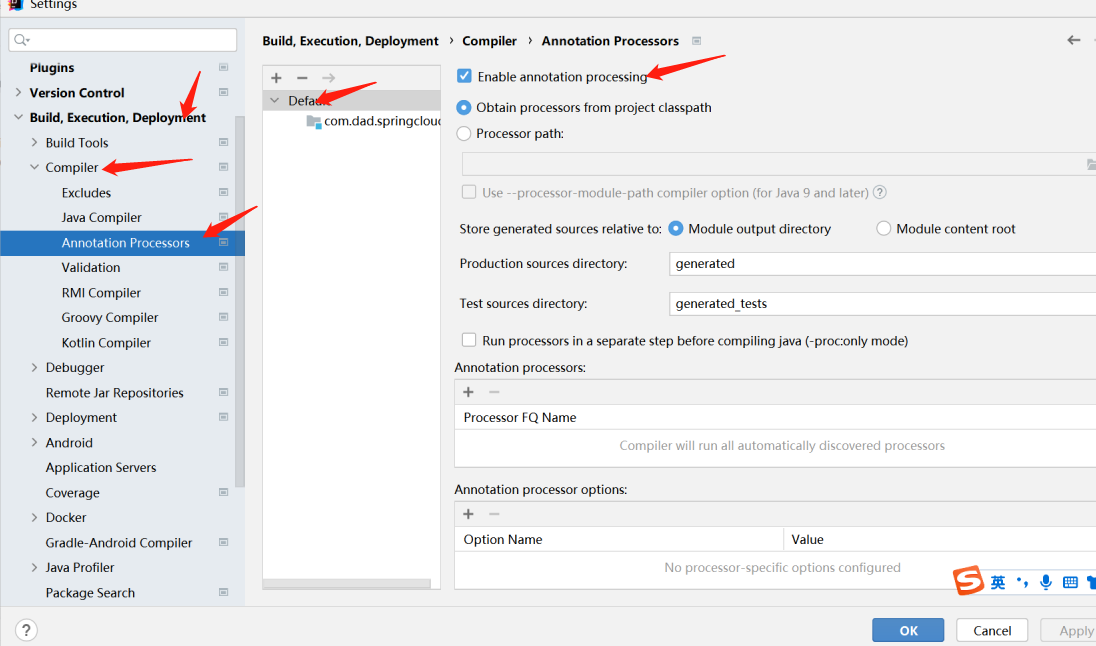 Settings
Plugins
Version Control
Build, Execution, Deployment
Build Tools
Compiler
Excludes
Java Compiler
Annotation Processors
Validation
RMI Compiler
Groovy Compiler
Kotlin Compiler
Debugger
Remote Jar Repositories
Deployment
Android
Application Servers
Coverage
Docker
Gradle-Android Compiler
Java Profiler
Package Search
Build, Execution, Deployment › Compiler › Annotation Processors
Defau
com.dad.springclou
Enable annotation processing
Obtain processors from project classpath
Processor path:
Use --processor-module-path compiler option (for Java 9 and later) ?
Store generated sources relative to: Module output directory Module content root
Production sources directory: generated
Test sources directory: generated_tests
Run processors in a separate step before compiling java (-proc:only mode)
Annotation processors:
Processor FQ Name
Compiler will run all automatically discovered processors
Annotation processor options:
Option Name Value
No processor-specific options configured
S 英 
? OK Cancel Apply